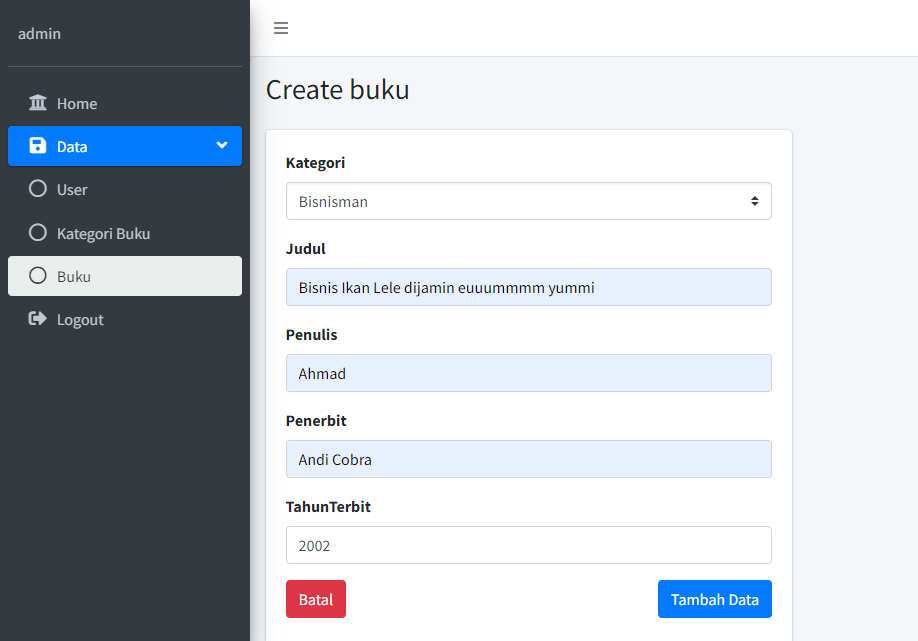 admin
Home
Data
User
Kategori Buku
Buku
Logout
Create buku
Kategori
Bisnisman
Judul
Bisnis Ikan Lele dijamin euuummmm yummi
Penulis
Ahmad
Penerbit
Andi Cobra
TahunTerbit
2002
Batal
Tambah Data